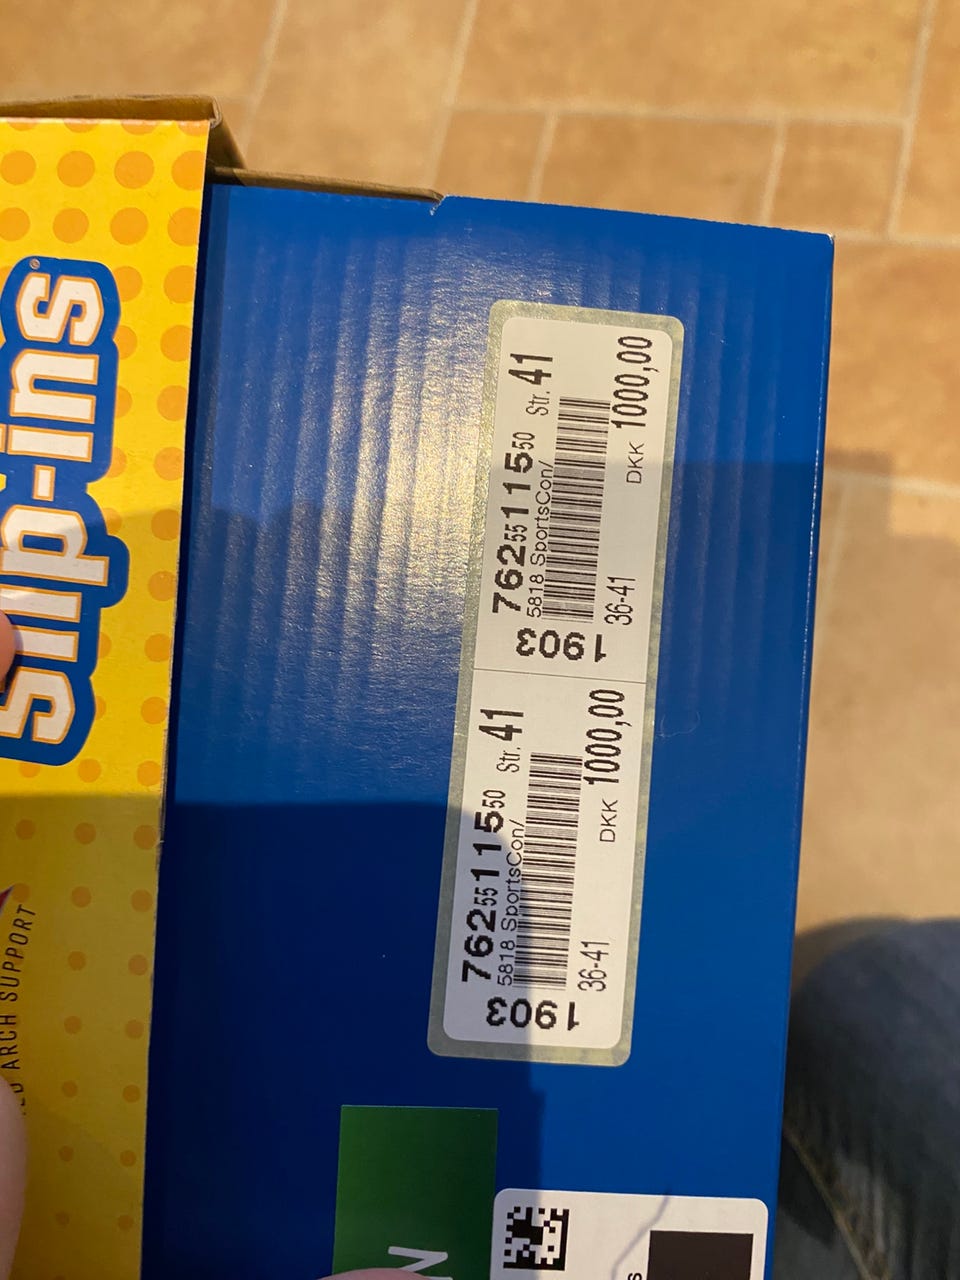 Slip-ins®
ARCH SUPPORT
762 55 115 50 Str. 41
5818 SportsCon/
DKK 1000,00
36-41
1903
762 55 115 50 Str. 41
5818 SportsCon/
DKK 1000,00
36-41
1903
N
s